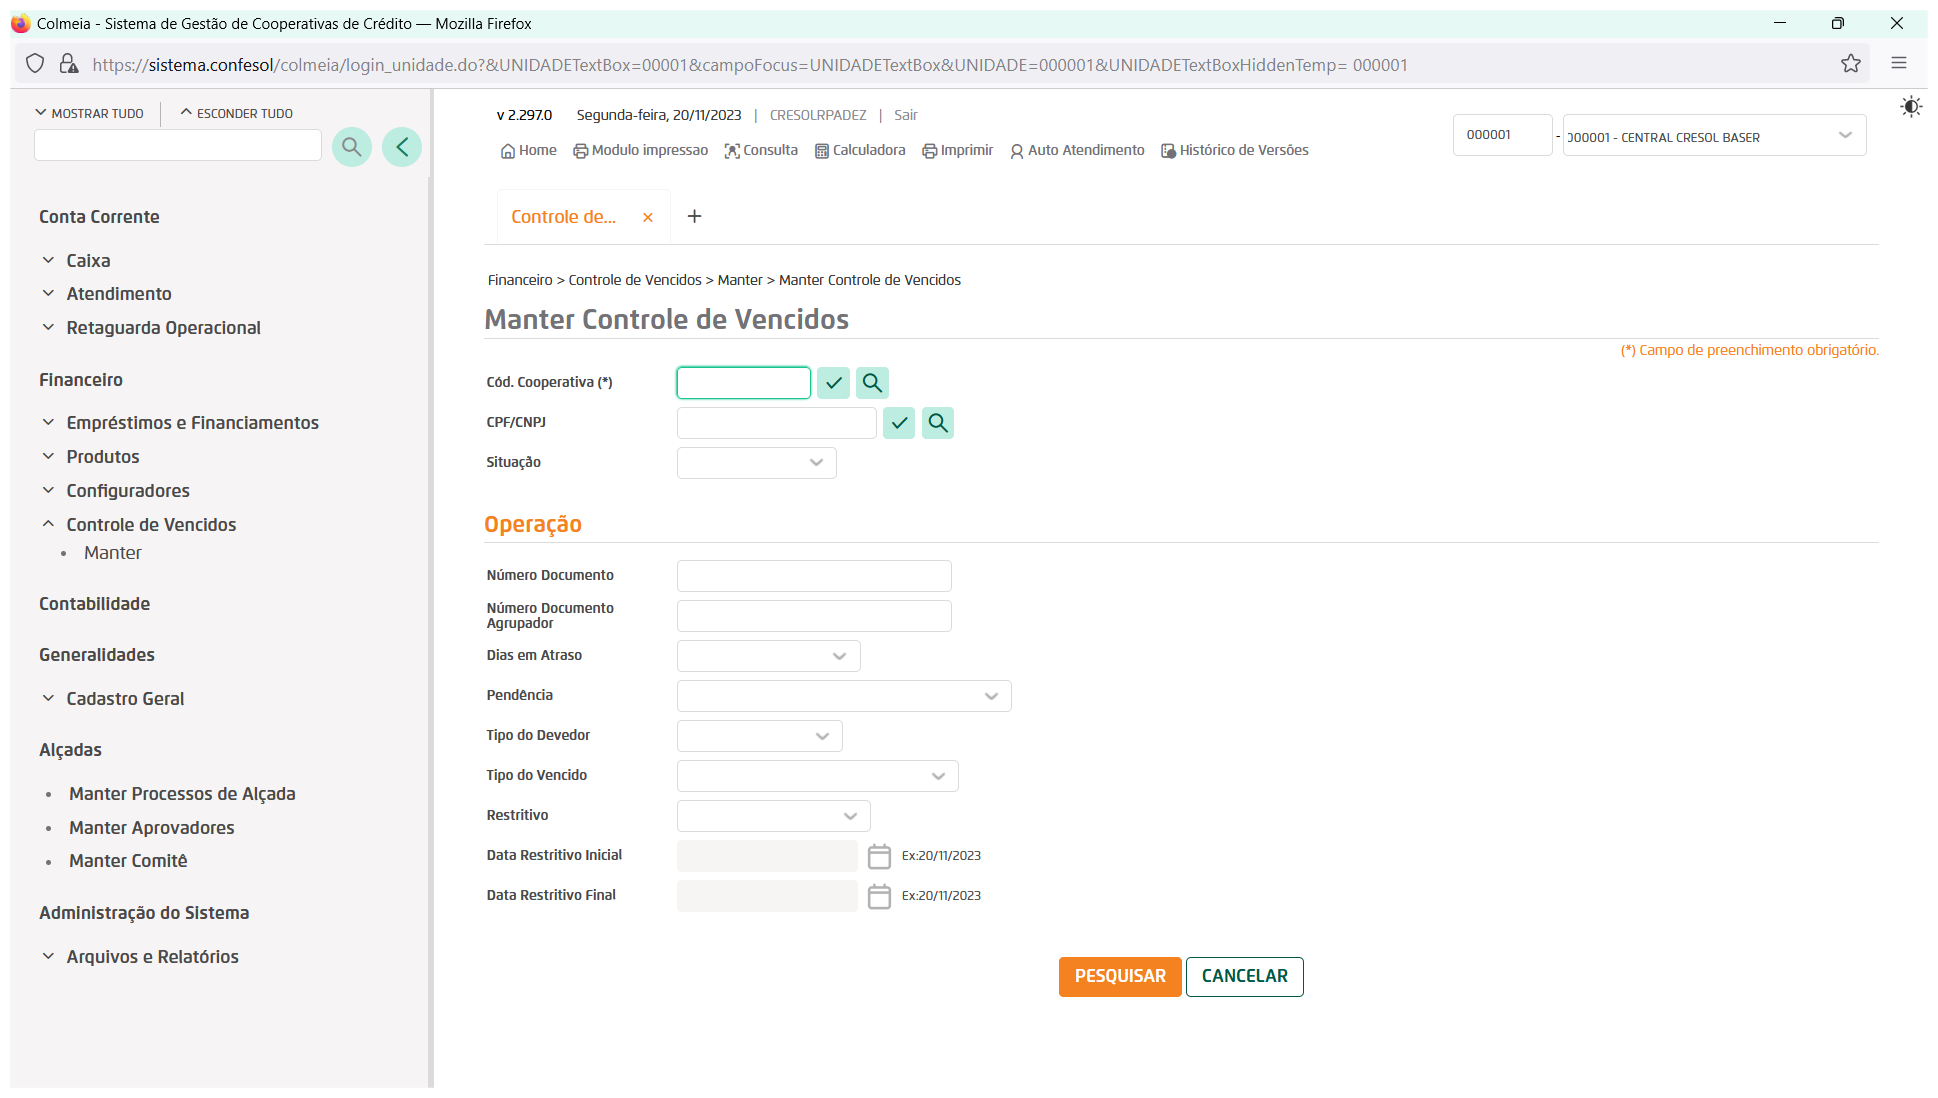 Colmeia - Sistema de Gestão de Cooperativas de Crédito — Mozilla Firefox
https://sistema.confesol/colmeia/login_unidade.do?&UNIDADETextBox=00001&campoFocus=UNIDADETextBox&UNIDADE=000001&UNIDADETextBoxHiddenTemp= 000001
MOSTRAR TUDO
ESCONDER TUDO
Conta Corrente
Caixa
Atendimento
Retaguarda Operacional
Financeiro
Empréstimos e Financiamentos
Produtos
Configuradores
Controle de Vencidos
Manter
Contabilidade
Generalidades
Cadastro Geral
Alçadas
Manter Processos de Alçada
Manter Aprovadores
Manter Comitê
Administração do Sistema
Arquivos e Relatórios
v 2.297.0 Segunda-feira, 20/11/2023 | CRESOLRPADEZ | Sair
Home Modulo impressao Consulta Calculadora Imprimir Auto Atendimento Histórico de Versões
000001 - 000001 - CENTRAL CRESOL BASER
Controle de... × +
Financeiro > Controle de Vencidos > Manter > Manter Controle de Vencidos
Manter Controle de Vencidos
(*) Campo de preenchimento obrigatório.
Cód. Cooperativa (*)
CPF/CNPJ
Situação
Operação
Número Documento
Número Documento
Agrupador
Dias em Atraso
Pendência
Tipo do Devedor
Tipo do Vencido
Restritivo
Data Restritivo Inicial Ex:20/11/2023
Data Restritivo Final Ex:20/11/2023
PESQUISAR CANCELAR